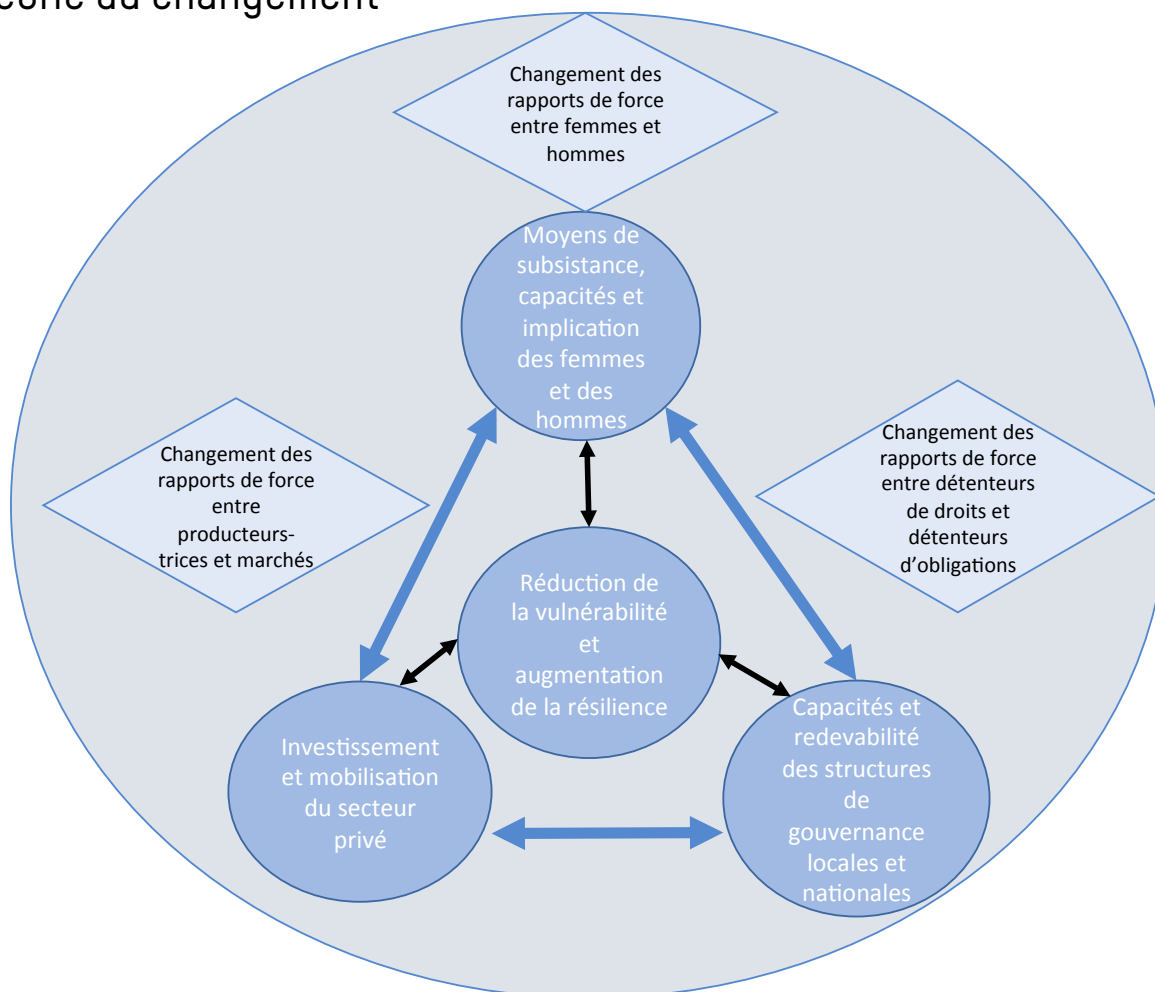 du changement
Changement des
rapports de force
entre femmes et
hommes
Moyens de
subsistance,
capacités et
implication
des femmes
et des
hommes
Changement des
rapports de force
entre
producteurs-
trices et marchés
Changement des
rapports de force
entre détenteurs
de droits et
détenteurs
d’obligations
Réduction de
la vulnérabilité
et
augmentation
de la résilience
Investissement
et mobilisation
du secteur
privé
Capacités et
redevabilité
des structures
de
gouvernance
locales et
nationales